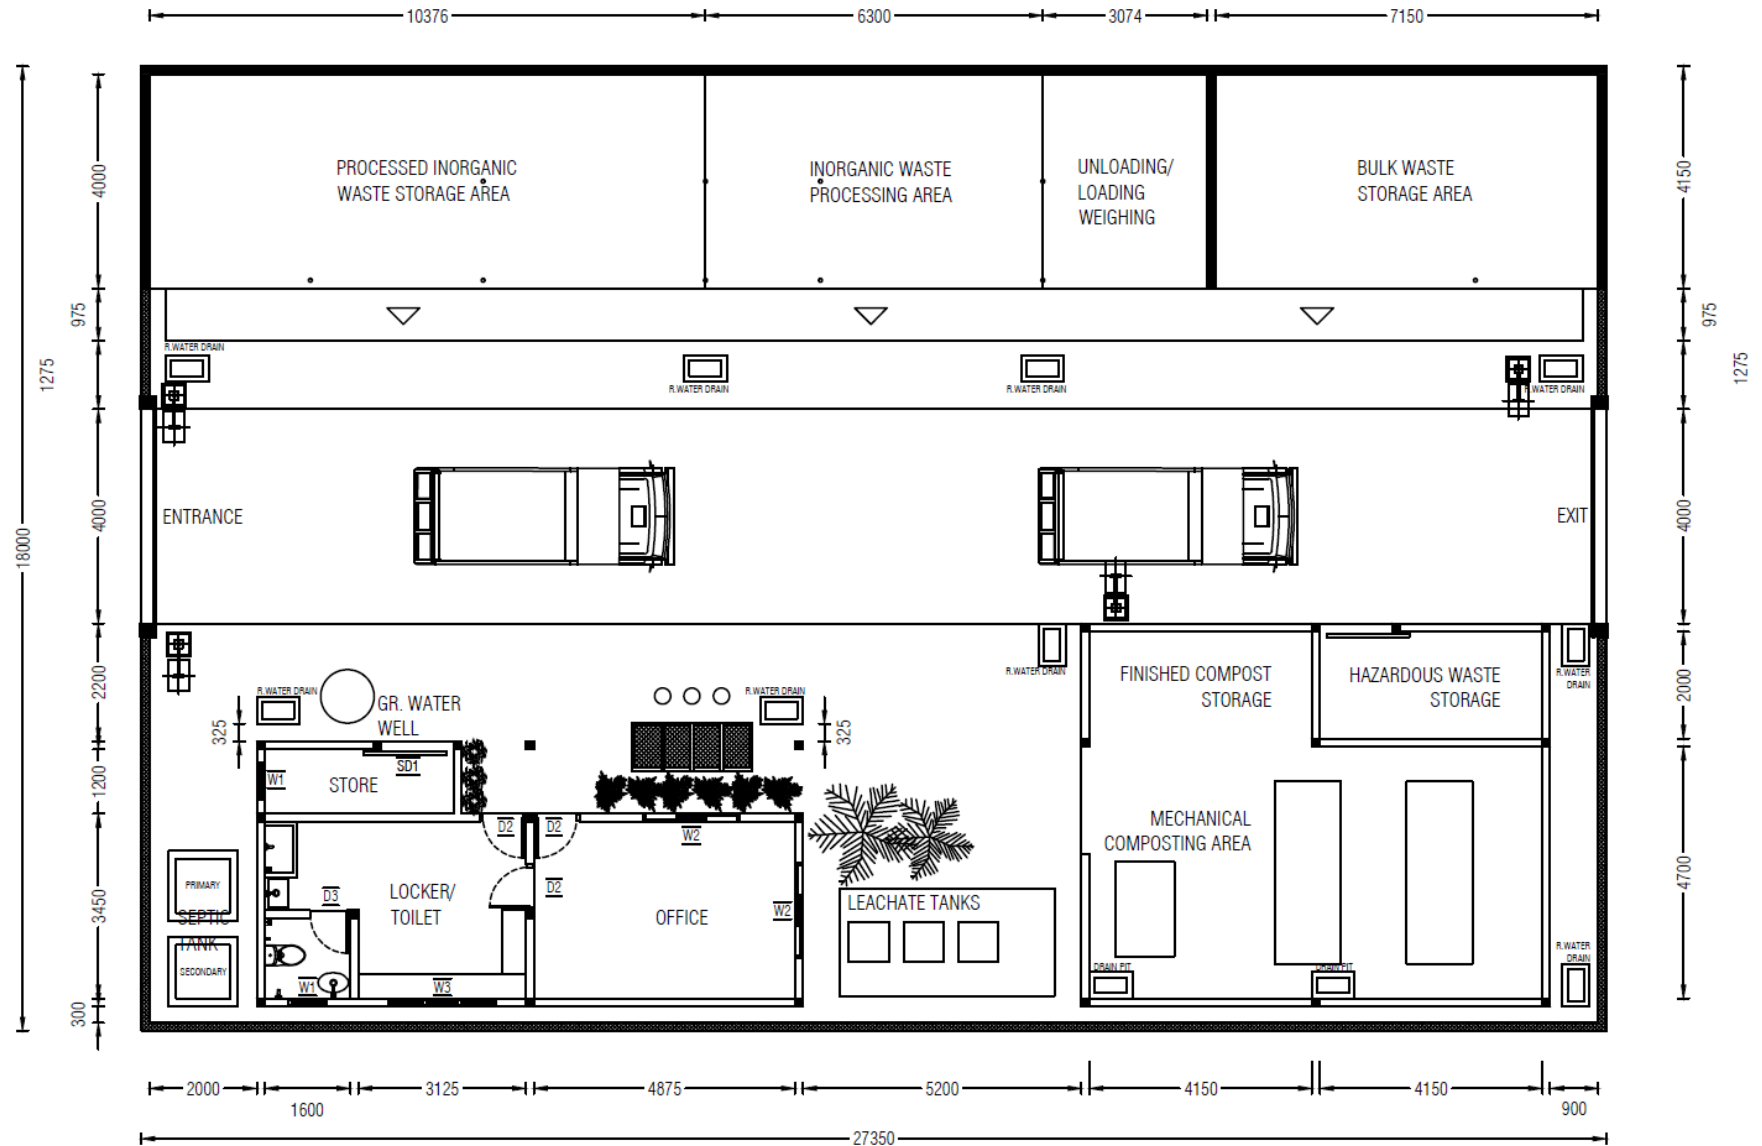 10376
6300
3074
7150
PROCESSED INORGANIC
WASTE STORAGE AREA
INORGANIC WASTE
PROCESSING AREA
UNLOADING/
LOADING
WEIGHING
BULK WASTE
STORAGE AREA
4000
4150
975
975
1275
1275
R.WATER DRAIN
R.WATER DRAIN
R.WATER DRAIN
R.WATER DRAIN
18000
4000
ENTRANCE
EXIT
4000
2200
R.WATER DRAIN
GR. WATER
WELL
R.WATER DRAIN
R.WATER DRAIN
FINISHED COMPOST
STORAGE
HAZARDOUS WASTE
STORAGE
R.WATER
DRAIN
2000
325
325
1200
W1
SD1
STORE
D2
D2
W2
MECHANICAL
COMPOSTING AREA
3450
PRIMARY
SEPTIC
TANK
SECONDARY
D3
LOCKER/
TOILET
D2
OFFICE
W2
LEACHATE TANKS
4700
R.WATER
DRAIN
W1
W3
DRAIN PIT
DRAIN PIT
300
2000
1600
3125
4875
5200
4150
4150
900
27350